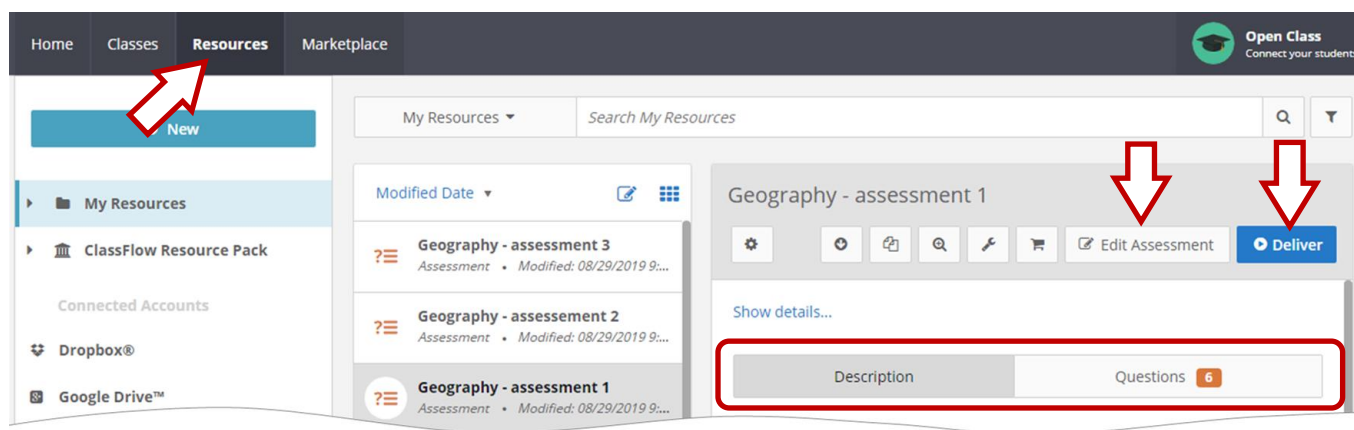 Home Classes Resources Marketplace
Open Class
Connect your student
New
My Resources
ClassFlow Resource Pack
Connected Accounts
Dropbox®
Google Drive™
My Resources
Search My Resources
Modified Date
Geography - assessment 3
Assessment • Modified: 08/29/2019 9:...
Geography - assessement 2
Assessment • Modified: 08/29/2019 9:...
Geography - assessment 1
Assessment • Modified: 08/29/2019 9:...
Geography - assessment 1
Edit Assessment
Deliver
Show details...
Description
Questions 6